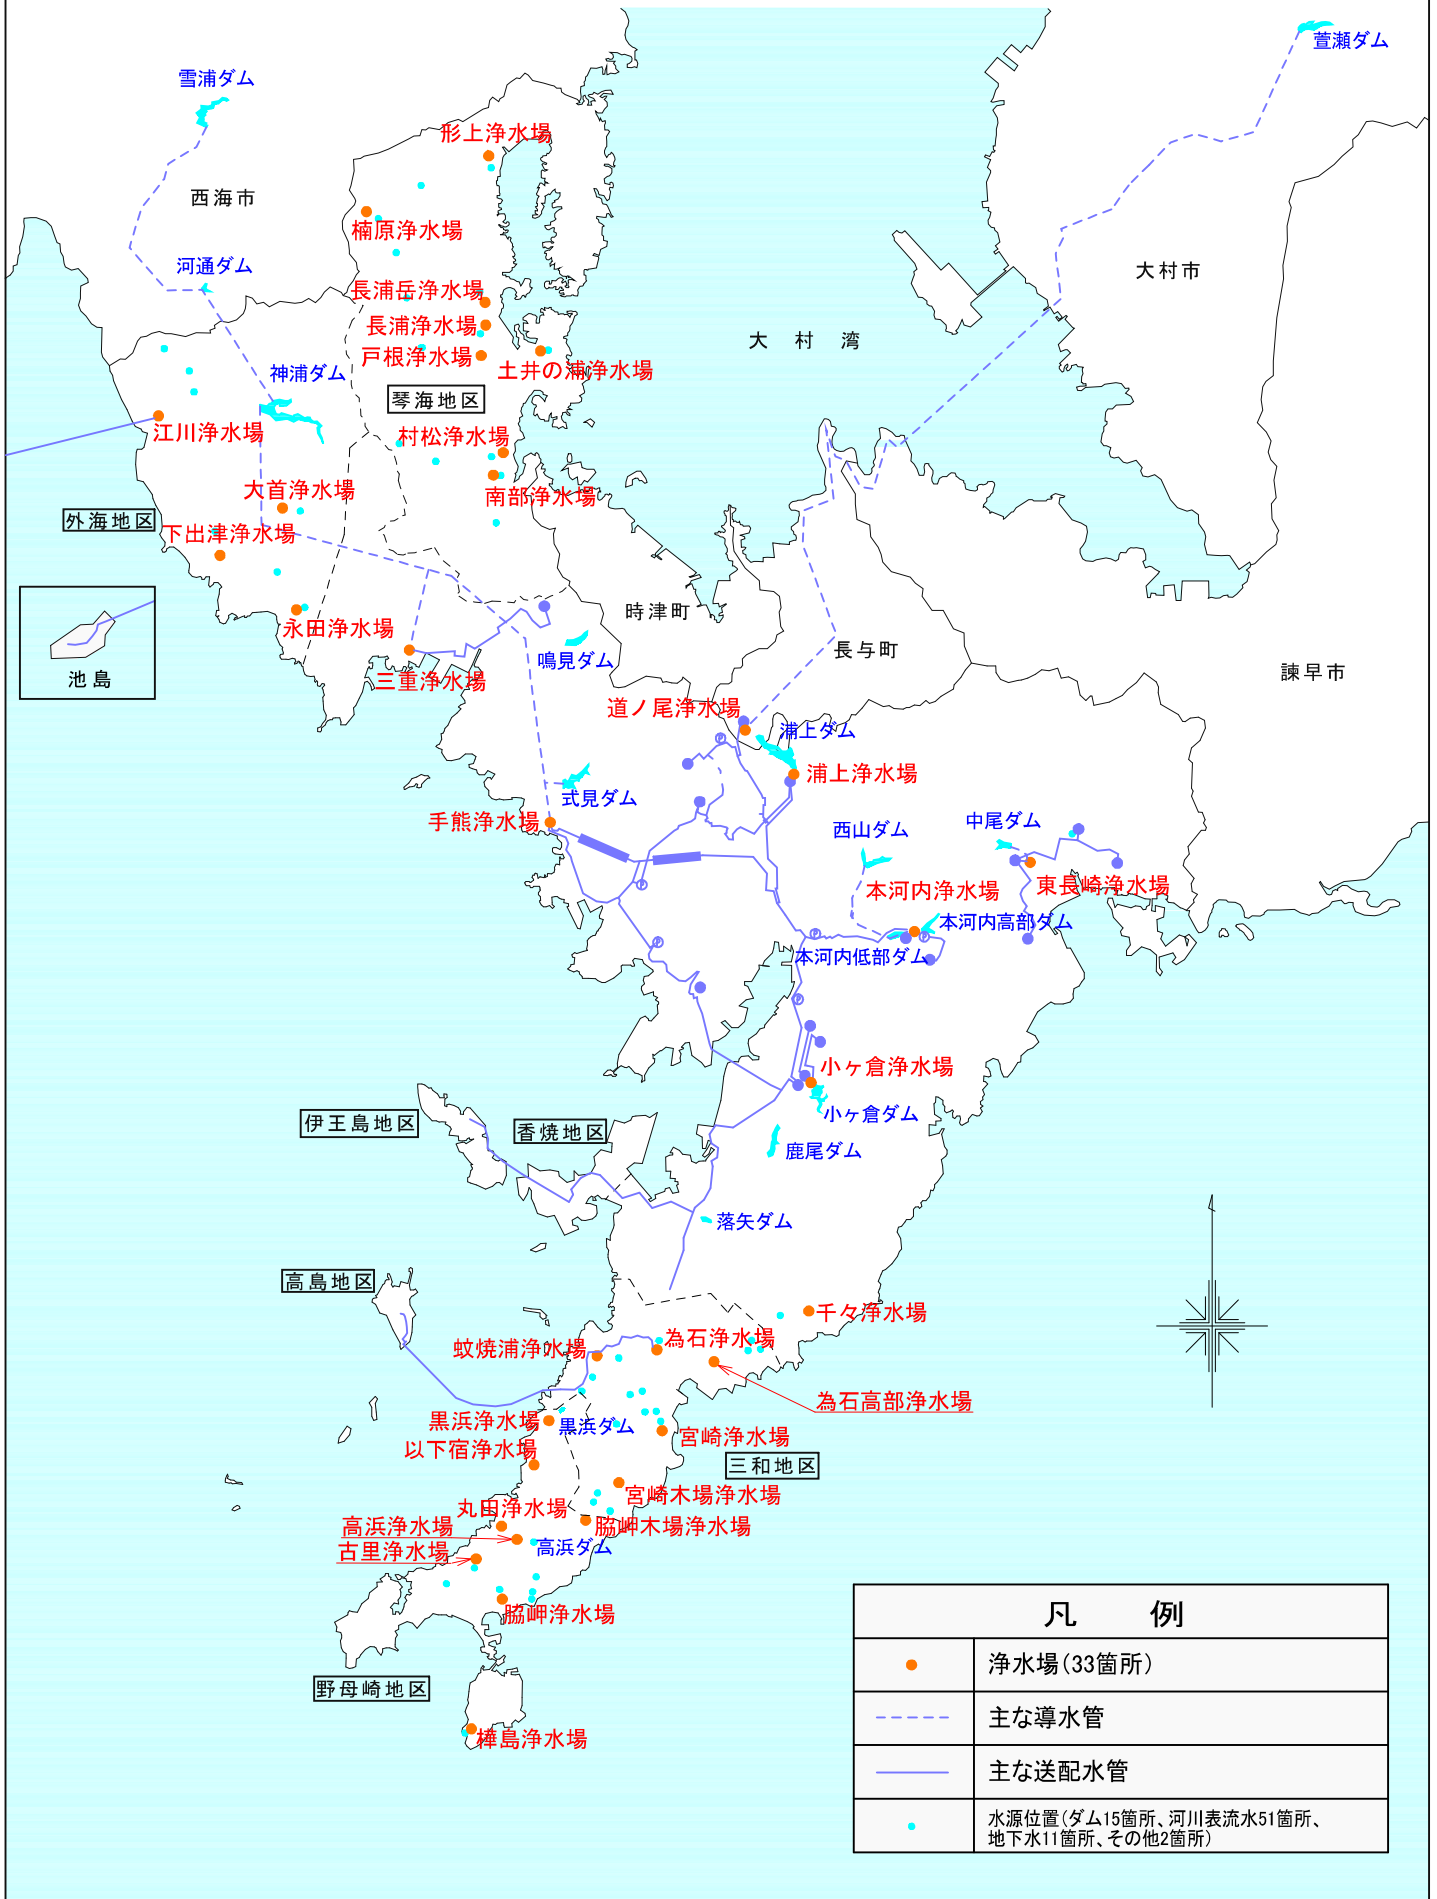 萱瀬ダム
雪浦ダム
形上浄水場
西海市
楠原浄水場
河通ダム
大村市
長浦岳浄水場
長浦浄水場
大村湾
戸根浄水場
土井の浦浄水場
神浦ダム
琴海地区
江川浄水場
村松浄水場
大首浄水場
南部浄水場
外海地区
下出津浄水場
時津町
永田浄水場
長与町
鳴見ダム
諫早市
池島
三重浄水場
道ノ尾浄水場
浦上ダム
浦上浄水場
式見ダム
手熊浄水場
西山ダム
中尾ダム
本河内浄水場
東長崎浄水場
本河内高部ダム
本河内低部ダム
小ヶ倉浄水場
小ヶ倉ダム
伊王島地区
香焼地区
鹿尾ダム
落矢ダム
高島地区
千々浄水場
為石浄水場
蚊焼浦浄水場
為石高部浄水場
黒浜浄水場
黒浜ダム
宮崎浄水場
以下宿浄水場
三和地区
宮崎木場浄水場
丸田浄水場
高浜浄水場
脇岬木場浄水場
高浜ダム
古里浄水場
脇岬浄水場
野母崎地区
樺島浄水場
凡例
浄水場(33箇所)
主な導水管
主な送配水管
水源位置(ダム15箇所、河川表流水51箇所、
地下水11箇所、その他2箇所)